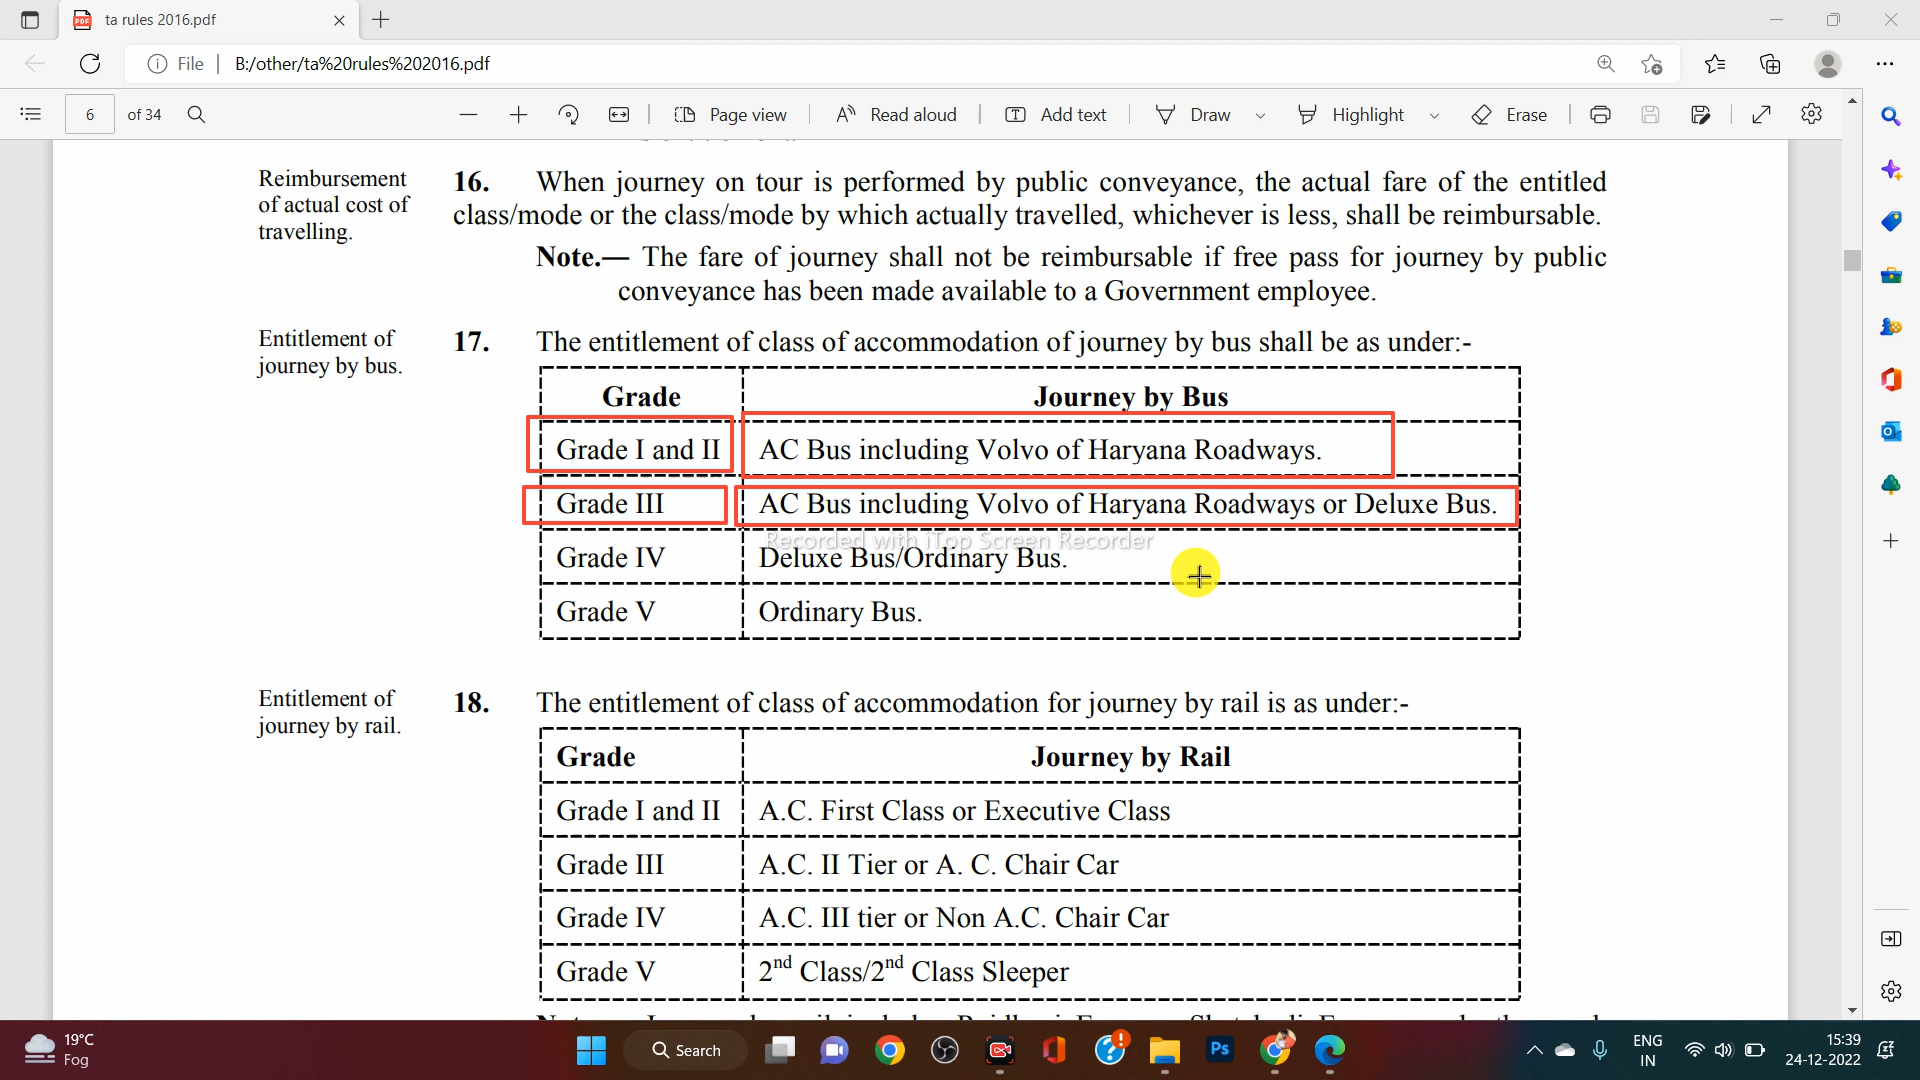 ta rules 2016.pdf
File
B:/other/ta%20rules%202016.pdf
6 of 34
Page view
Read aloud
Add text
Draw
Highlight
Erase
Reimbursement
of actual cost of
travelling.
16. When journey on tour is performed by public conveyance, the actual fare of the entitled
class/mode or the class/mode by which actually travelled, whichever is less, shall be reimbursable.
Note.— The fare of journey shall not be reimbursable if free pass for journey by public
conveyance has been made available to a Government employee.
Entitlement of
journey by bus.
17. The entitlement of class of accommodation of journey by bus shall be as under:-
Grade Journey by Bus
Grade I and II AC Bus including Volvo of Haryana Roadways.
Grade III AC Bus including Volvo of Haryana Roadways or Deluxe Bus.
Recorded with iTop Screen Recorder
Grade IV Deluxe Bus/Ordinary Bus.
Grade V Ordinary Bus.
Entitlement of
journey by rail.
18. The entitlement of class of accommodation for journey by rail is as under:-
Grade Journey by Rail
Grade I and II A.C. First Class or Executive Class
Grade III A.C. II Tier or A. C. Chair Car
Grade IV A.C. III tier or Non A.C. Chair Car
Grade V 2nd Class/2nd Class Sleeper
19°C
Fog
Search
Ps
ENG
IN
15:39
24-12-2022